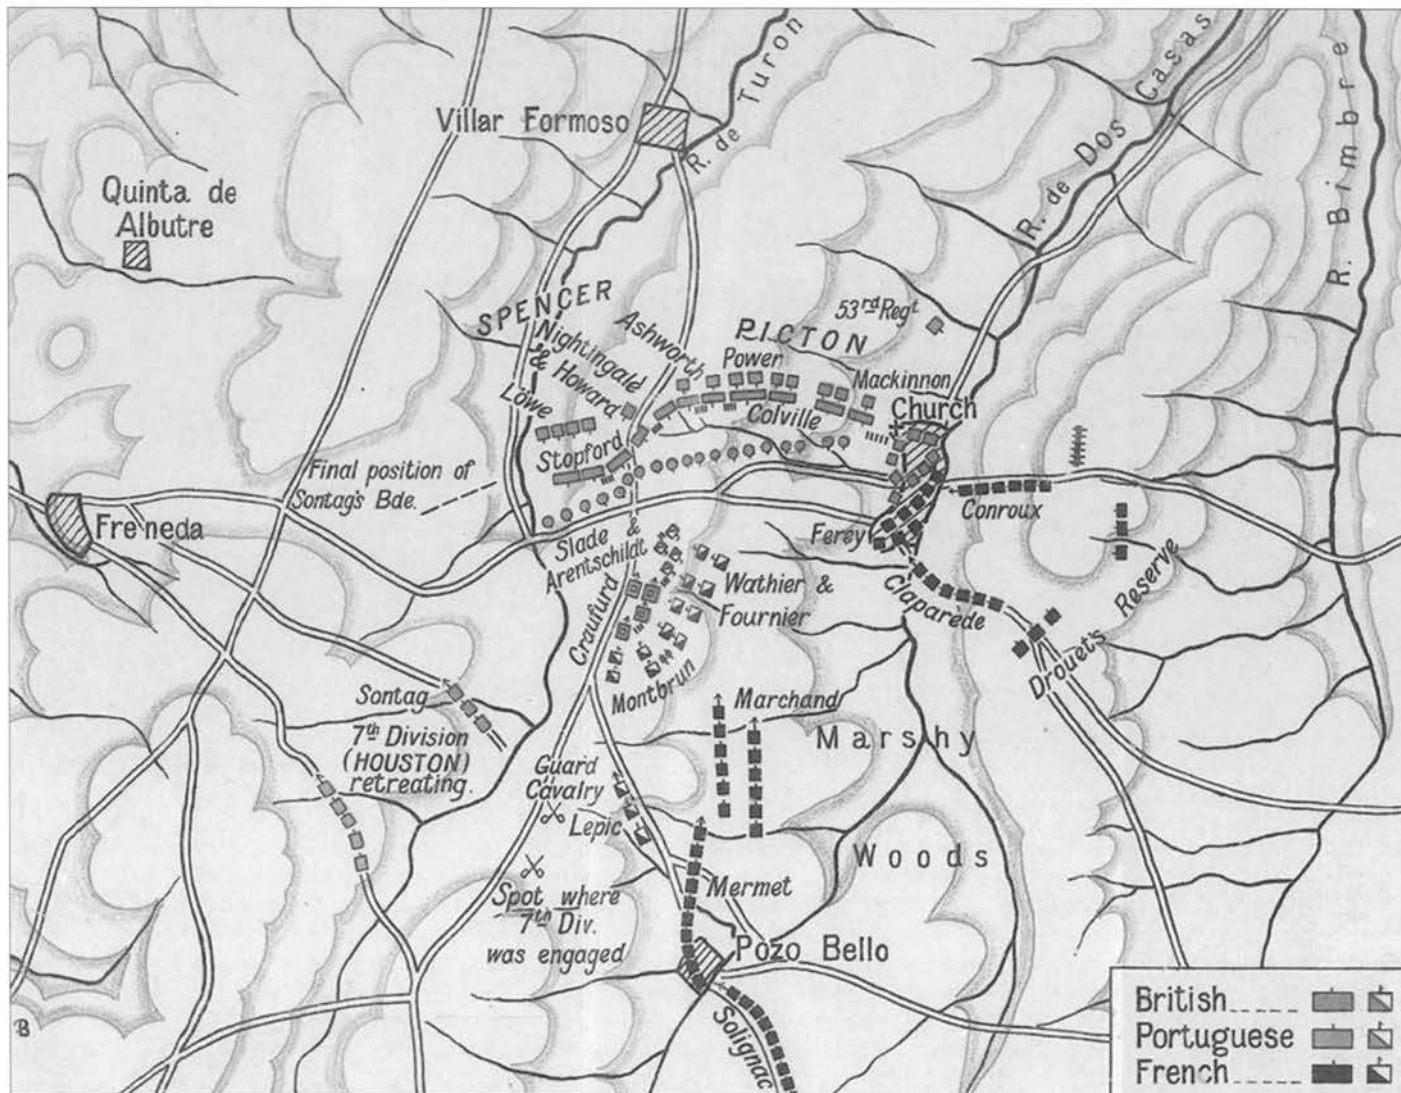 R. de Turon
R. de Dos Casas
R. Bimbre
Villar Formoso
Quinta de
Albutre
SPENCER
Nightingale
& Howard
Ashworth
PICTON
53rd Regt
Power
Mackinnon
Löwe
Church
Colville
Stopford
Final position of
Sontag's Bde.
Freneda
Conroux
Ferey
Slade &
Arentschilat
Wathier &
Fournier
Claparede
Drouet's Reserve
Craufurd
Montbrun
Sontag
7th Division
(HOUSTON)
retreating.
Marchand
Marshy
Guard
Cavalry
Lepic
Woods
Mermet
Spot where
7th Div.
was engaged
Pozo Bello
Solignac
British
Portuguese
French
B